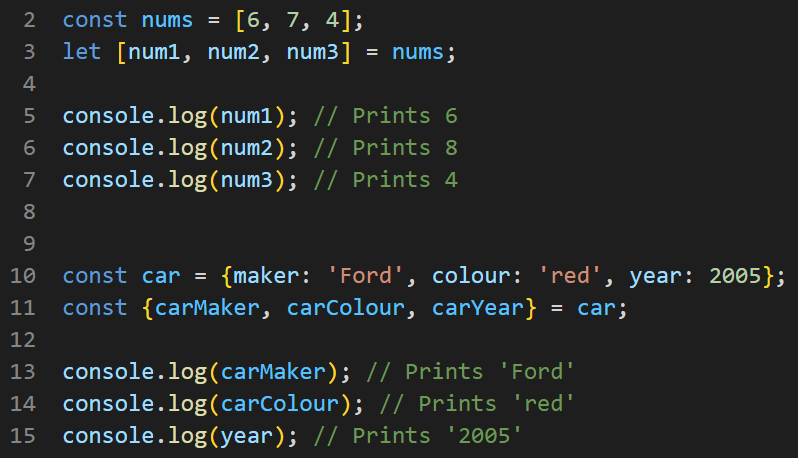 2 const nums = [6, 7, 4];
3 let [num1, num2, num3] = nums;
4
5 console.log(num1); // Prints 6
6 console.log(num2); // Prints 8
7 console.log(num3); // Prints 4
8
9
10 const car = {maker: 'Ford', colour: 'red', year: 2005};
11 const {carMaker, carColour, carYear} = car;
12
13 console.log(carMaker); // Prints 'Ford'
14 console.log(carColour); // Prints 'red'
15 console.log(year); // Prints '2005'